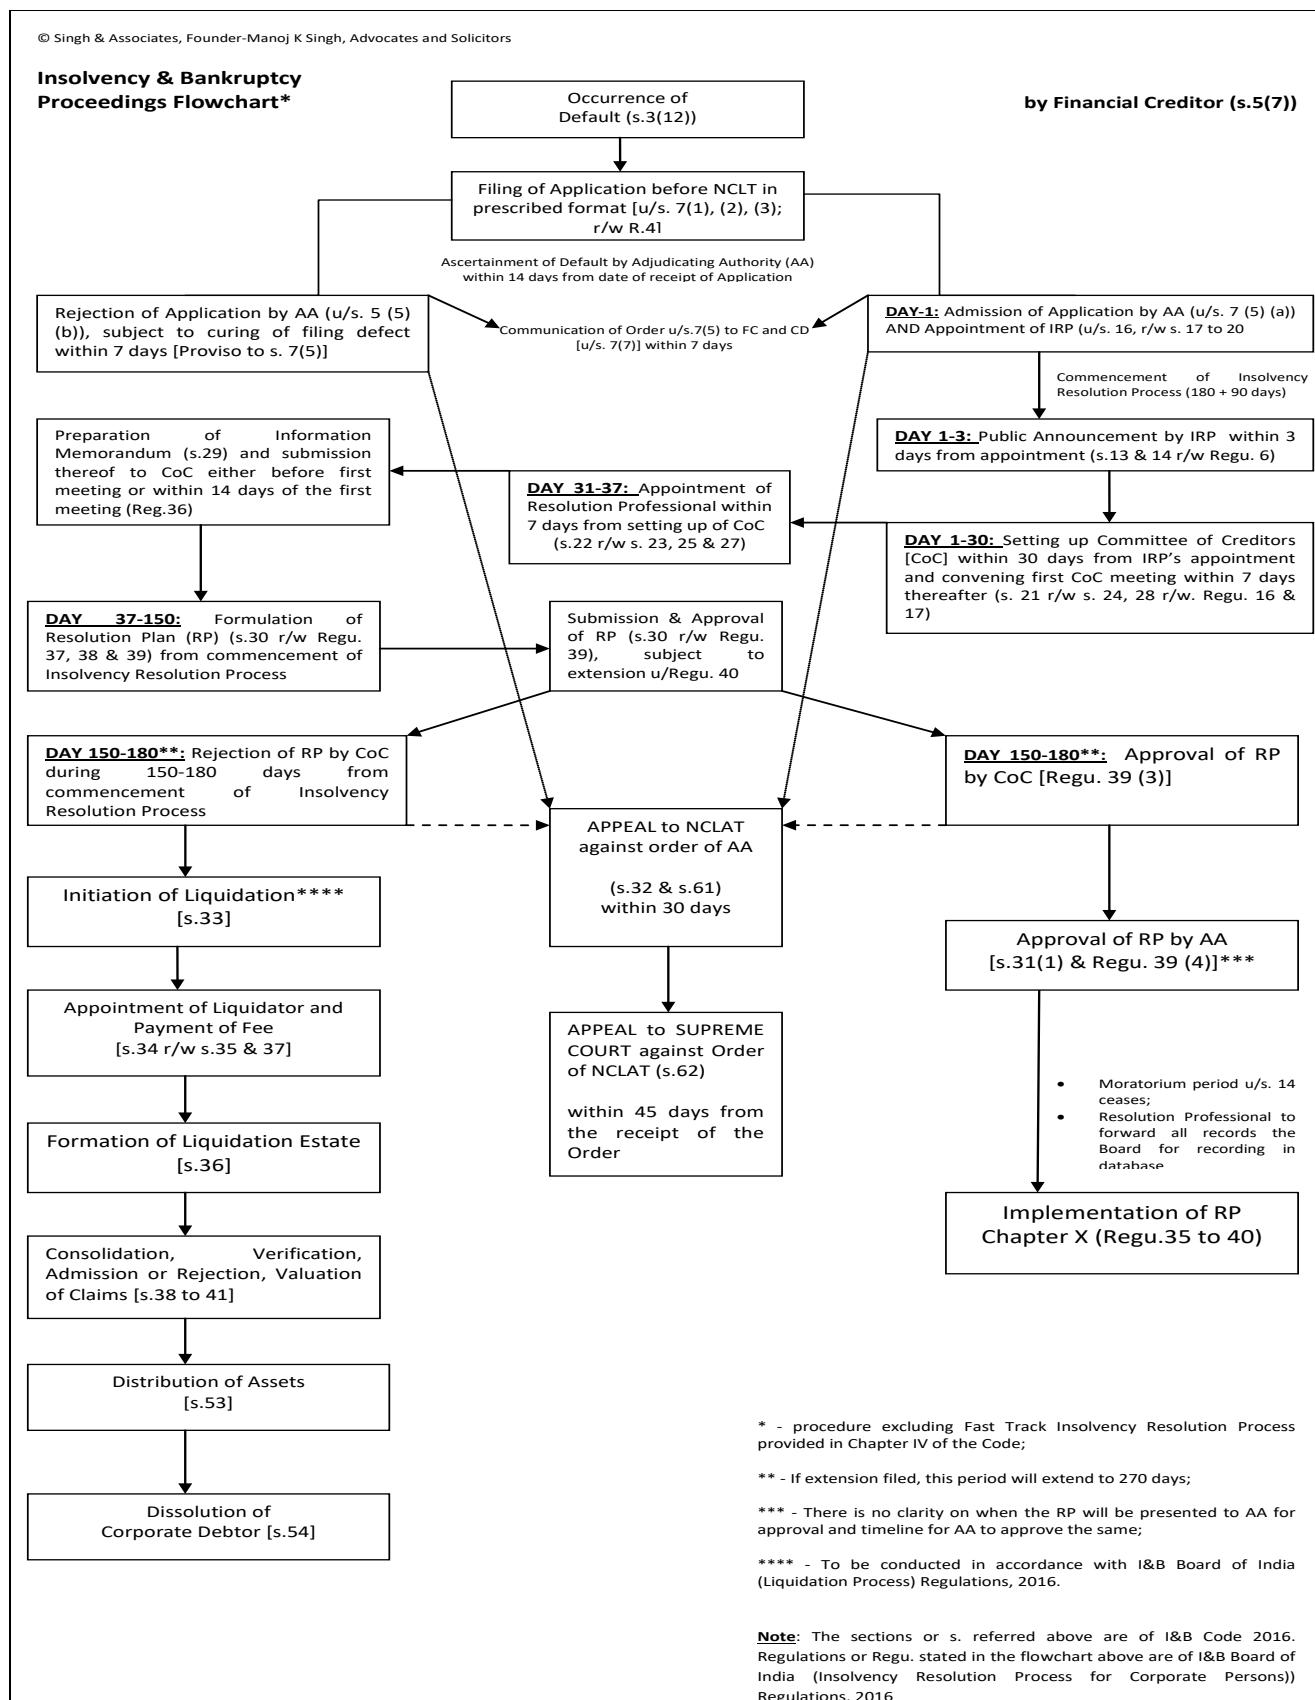 © Singh & Associates, Founder-Manoj K Singh, Advocates and Solicitors
Insolvency & Bankruptcy
Proceedings Flowchart*
by Financial Creditor (s.5(7))
Occurrence of
Default (s.3(12))
Filing of Application before NCLT in
prescribed format [u/s. 7(1), (2), (3);
r/w R.4]
Ascertainment of Default by Adjudicating Authority (AA)
within 14 days from date of receipt of Application
Rejection of Application by AA (u/s. 5 (5)
(b)), subject to curing of filing defect
within 7 days [Proviso to s. 7(5)]
Communication of Order u/s.7(5) to FC and CD
[u/s. 7(7)] within 7 days
DAY-1: Admission of Application by AA (u/s. 7 (5) (a))
AND Appointment of IRP (u/s. 16, r/w s. 17 to 20
Commencement of Insolvency
Resolution Process (180 + 90 days)
Preparation of Information
Memorandum (s.29) and submission
thereof to CoC either before first
meeting or within 14 days of the first
meeting (Reg.36)
DAY 1-3: Public Announcement by IRP within 3
days from appointment (s.13 & 14 r/w Regu. 6)
DAY 31-37: Appointment of
Resolution Professional within
7 days from setting up of CoC
(s.22 r/w s. 23, 25 & 27)
DAY 1-30: Setting up Committee of Creditors
[CoC] within 30 days from IRP's appointment
and convening first CoC meeting within 7 days
thereafter (s. 21 r/w s. 24, 28 r/w. Regu. 16 &
17)
DAY 37-150: Formulation of
Resolution Plan (RP) (s.30 r/w Regu.
37, 38 & 39) from commencement of
Insolvency Resolution Process
Submission & Approval
of RP (s.30 r/w Regu.
39), subject to
extension u/Regu. 40
DAY 150-180**: Rejection of RP by CoC
during 150-180 days from
commencement of Insolvency
Resolution Process
DAY 150-180**: Approval of RP
by CoC [Regu. 39 (3)]
APPEAL to NCLAT
against order of AA
(s.32 & s.61)
within 30 days
Initiation of Liquidation****
[s.33]
Approval of RP by AA
[s.31(1) & Regu. 39 (4)]***
Appointment of Liquidator and
Payment of Fee
[s.34 r/w s.35 & 37]
APPEAL to SUPREME
COURT against Order
of NCLAT (s.62)
within 45 days from
the receipt of the
Order
• Moratorium period u/s. 14
ceases;
• Resolution Professional to
forward all records the
Board for recording in
database
Formation of Liquidation Estate
[s.36]
Implementation of RP
Chapter X (Regu.35 to 40)
Consolidation, Verification,
Admission or Rejection, Valuation
of Claims [s.38 to 41]
Distribution of Assets
[s.53]
Dissolution of
Corporate Debtor [s.54]
* - procedure excluding Fast Track Insolvency Resolution Process
provided in Chapter IV of the Code;
** - If extension filed, this period will extend to 270 days;
*** - There is no clarity on when the RP will be presented to AA for
approval and timeline for AA to approve the same;
**** - To be conducted in accordance with I&B Board of India
(Liquidation Process) Regulations, 2016.
Note: The sections or s. referred above are of I&B Code 2016.
Regulations or Regu. stated in the flowchart above are of I&B Board of
India (Insolvency Resolution Process for Corporate Persons))
Regulations, 2016